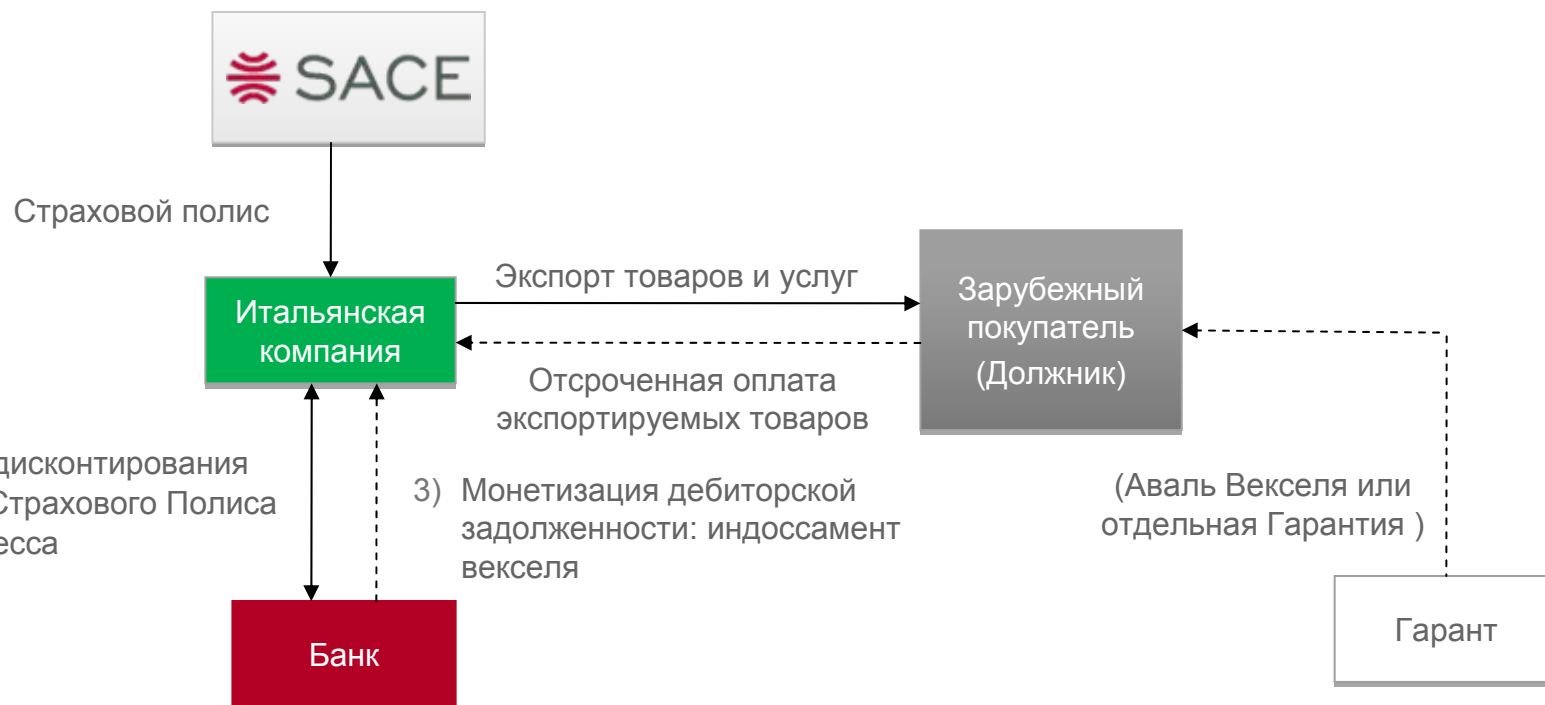 SACE
Страховой полис
Экспорт товаров и услуг
Итальянская
компания
Зарубежный
покупатель
(Должник)
Отсроченная оплата
экспортируемых товаров
дисконтирования
Страхового Полиса
3) Монетизация дебиторской
задолженности: индоссамент
векселя
(Аваль Векселя или
отдельная Гарантия )
Банк
Гарант